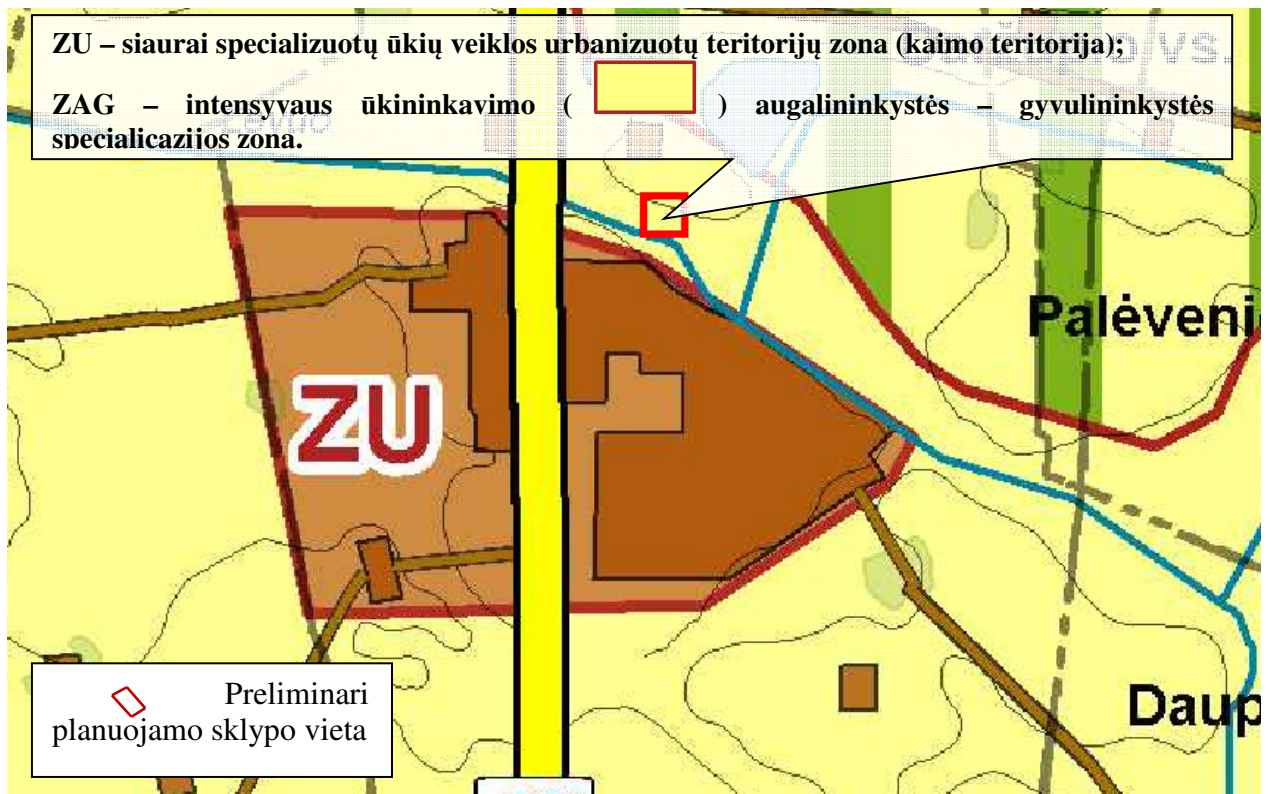 ZU – siaurai specializuotų ūkių veiklos urbanizuotų teritorijų zona (kaimo teritorija);
ZAG – intensyvaus ūkininkavimo ( ) augalininkystės – gyvulininkystės
specialicazijos zona.
Palėveni
ZU
Preliminari
planuojamo sklypo vieta
Daup